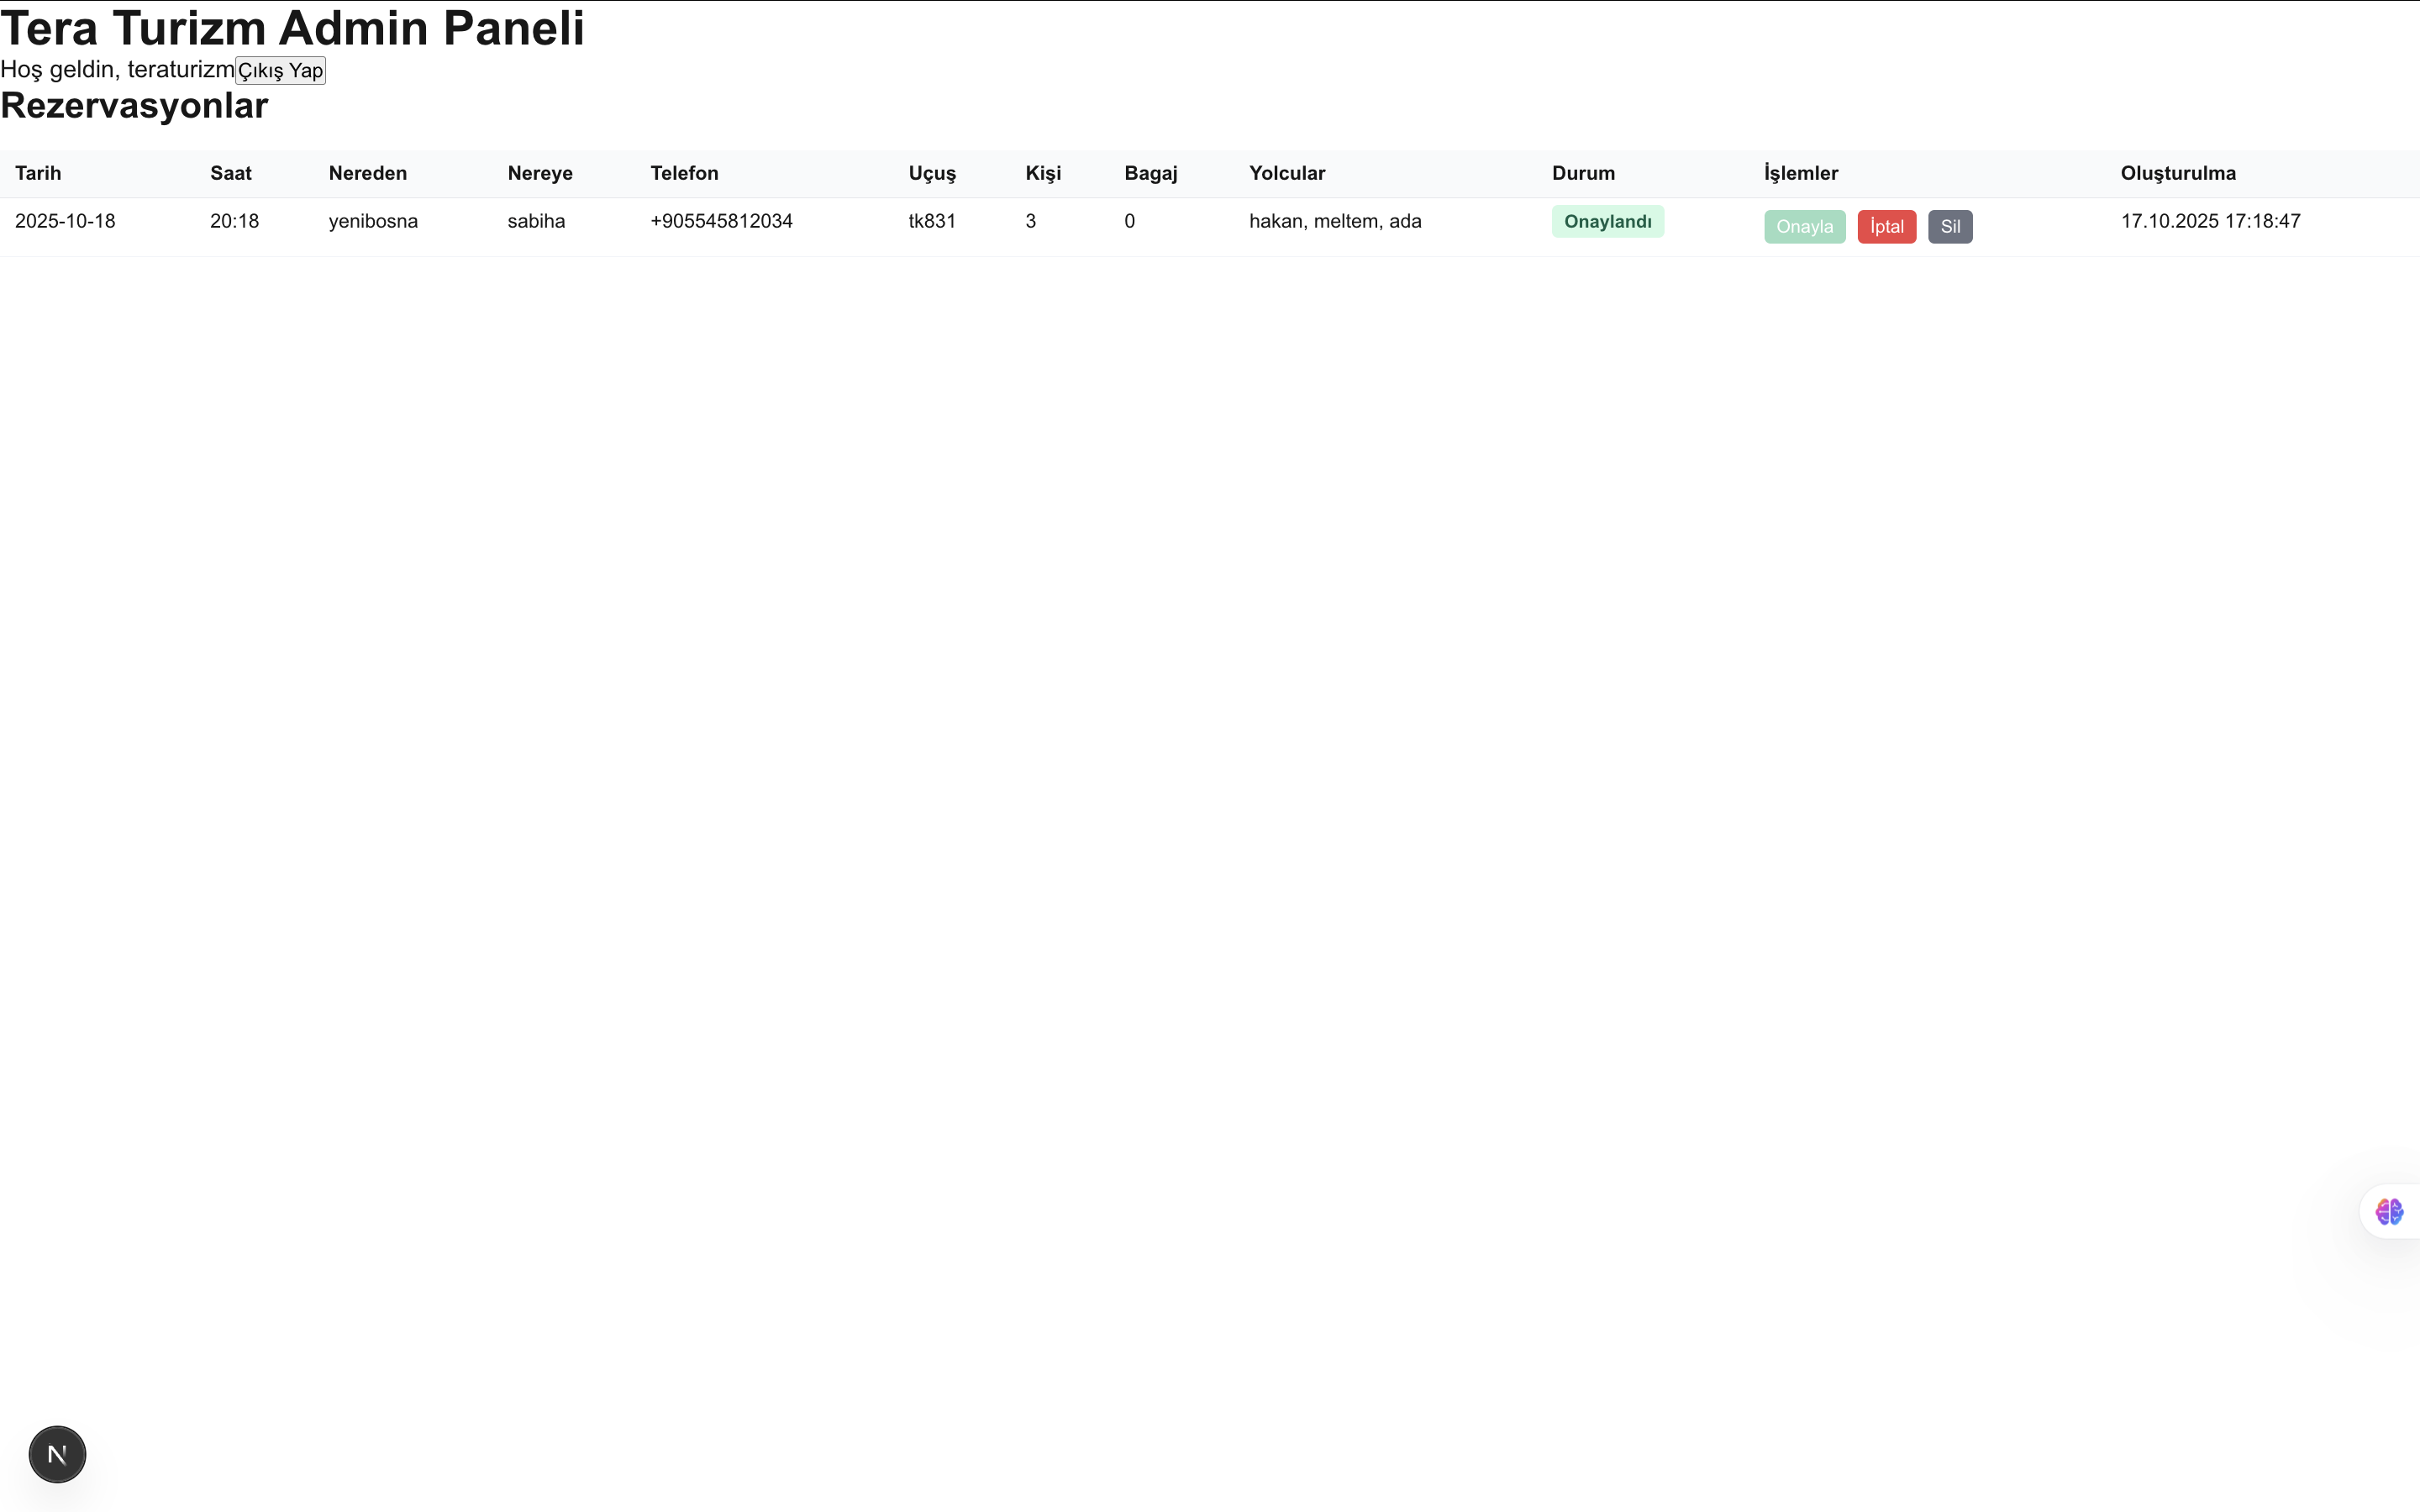 Tera Turizm Admin Paneli
Hoş geldin, teraturizm Çıkış Yap
Rezervasyonlar
Tarih Saat Nereden Nereye Telefon Uçuş Kişi Bagaj Yolcular Durum İşlemler Oluşturulma
2025-10-18 20:18 yenibosna sabiha +905545812034 tk831 3 0 hakan, meltem, ada Onaylandı Onayla İptal Sil 17.10.2025 17:18:47
N